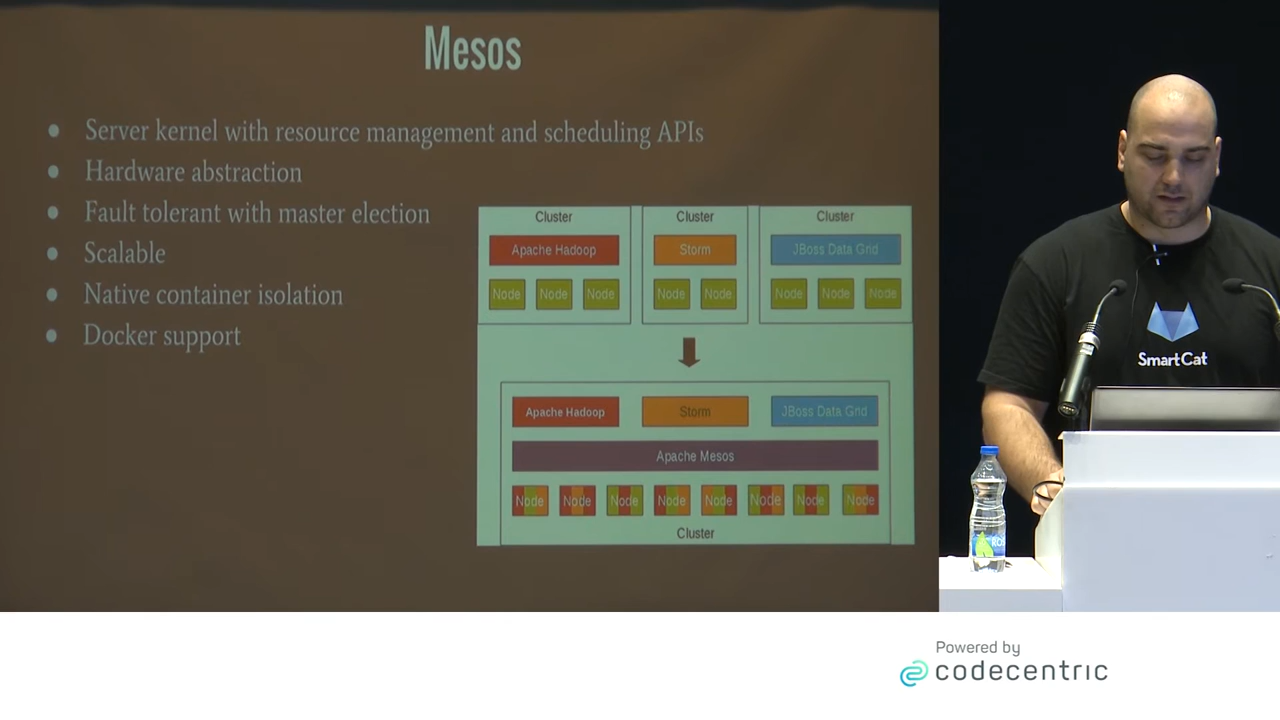 Mesos
Server kernel with resource management and scheduling APIs
Hardware abstraction
Fault tolerant with master election
Scalable
Native container isolation
Docker support
Cluster Cluster Cluster
Apache Hadoop Storm JBoss Data Grid
Node Node Node Node Node Node Node Node
Apache Hadoop Storm JBoss Data Grid
Apache Mesos
Node Node Node Node Node Node Node Node
Cluster
SmartCat
Powered by
codecentric